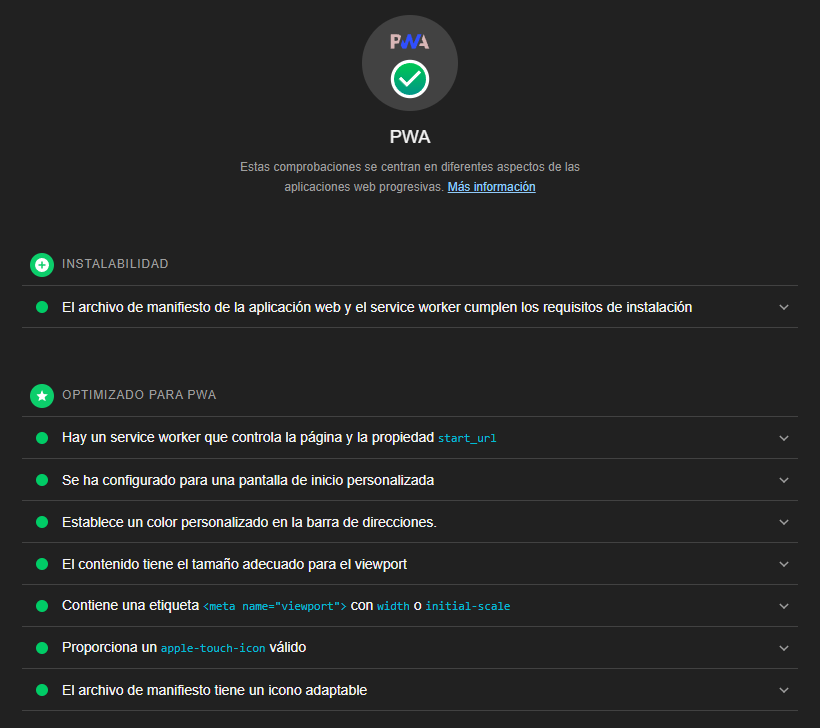 PWA
PWA
Estas comprobaciones se centran en diferentes aspectos de las
aplicaciones web progresivas. Más información
INSTALABILIDAD
El archivo de manifiesto de la aplicación web y el service worker cumplen los requisitos de instalación
OPTIMIZADO PARA PWA
Hay un service worker que controla la página y la propiedad start_url
Se ha configurado para una pantalla de inicio personalizada
Establece un color personalizado en la barra de direcciones.
El contenido tiene el tamaño adecuado para el viewport
Contiene una etiqueta <meta name="viewport"> con width o initial-scale
Proporciona un apple-touch-icon válido
El archivo de manifiesto tiene un icono adaptable